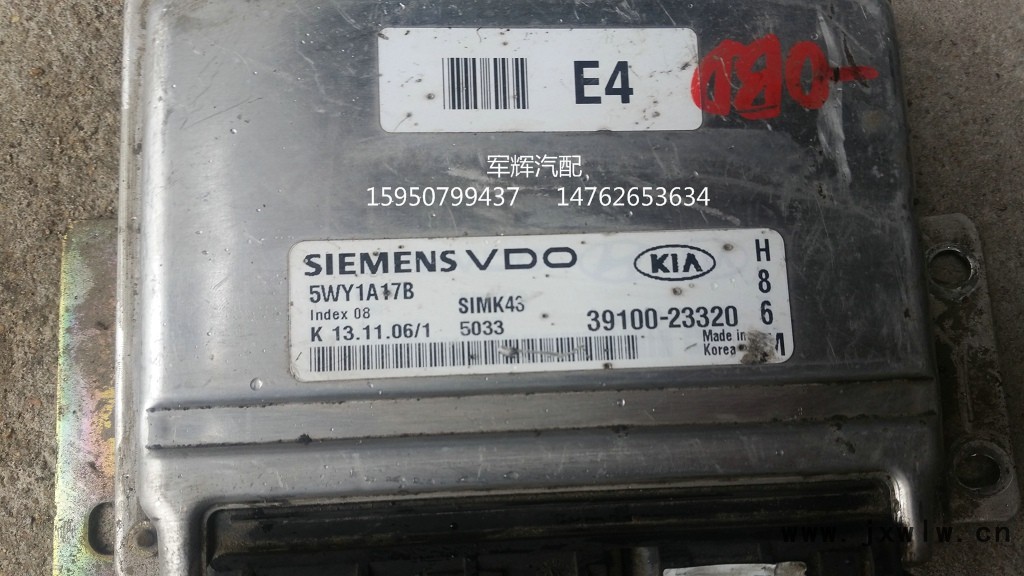 E4
OBD-
军辉汽配
15950799437 14762653634
SIEMENS VDO KIA
5WY1A17B SIMK43
Index 08
K 13.11.06/1 5033 39100-23320
Made in
Korea
H
8
6
www.jxwlw.cn